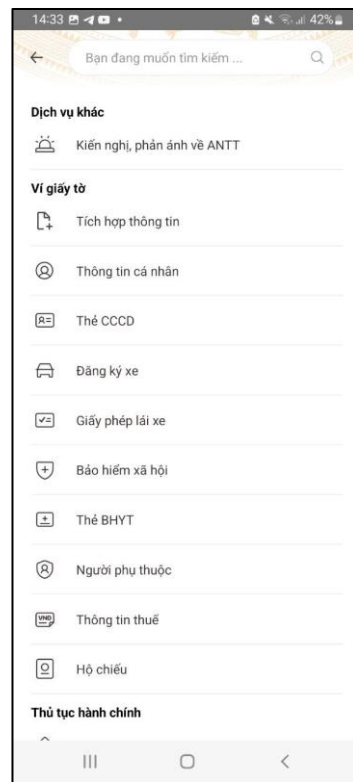 14:33 42%
Bạn đang muốn tìm kiếm ...
Dịch vụ khác
Kiến nghị, phản ánh về ANTT
Ví giấy tờ
Tích hợp thông tin
Thông tin cá nhân
Thẻ CCCD
Đăng ký xe
Giấy phép lái xe
Bảo hiểm xã hội
Thẻ BHYT
Người phụ thuộc
VND
Thông tin thuế
Hộ chiếu
Thủ tục hành chính